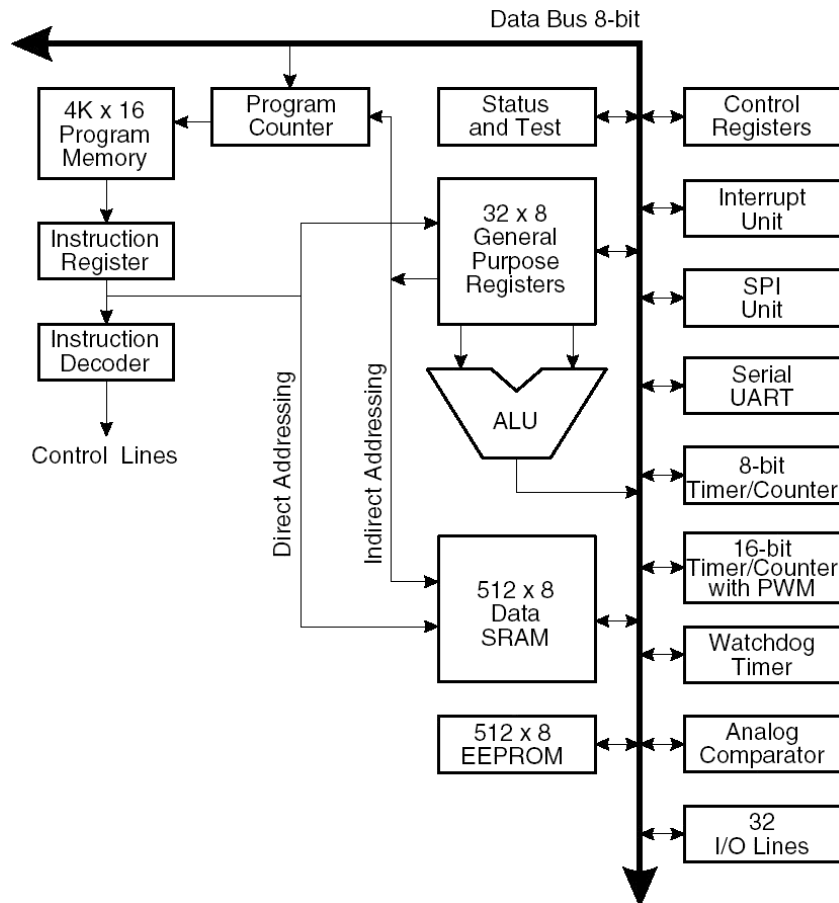 Data Bus 8-bit
4K x 16
Program
Memory
Program
Counter
Status
and Test
Control
Registers
Instruction
Register
32 x 8
General
Purpose
Registers
Interrupt
Unit
SPI
Unit
Instruction
Decoder
Serial
UART
ALU
Control Lines
Direct Addressing
Indirect Addressing
8-bit
Timer/Counter
16-bit
Timer/Counter
with PWM
512 x 8
Data
SRAM
Watchdog
Timer
512 x 8
EEPROM
Analog
Comparator
32
I/O Lines